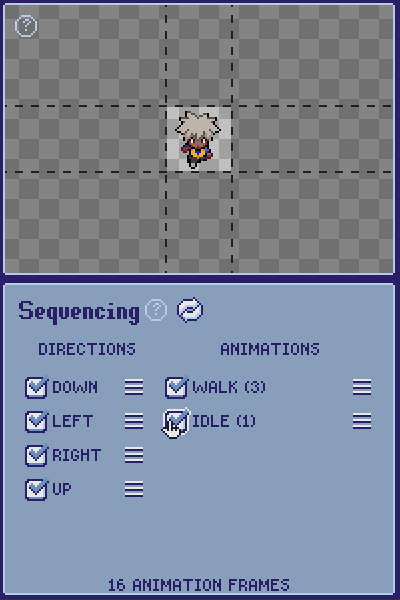 ?
Sequencing ?
DIRECTIONS ANIMATIONS
DOWN WALK (3)
LEFT IDLE (1)
RIGHT
UP
16 ANIMATION FRAMES